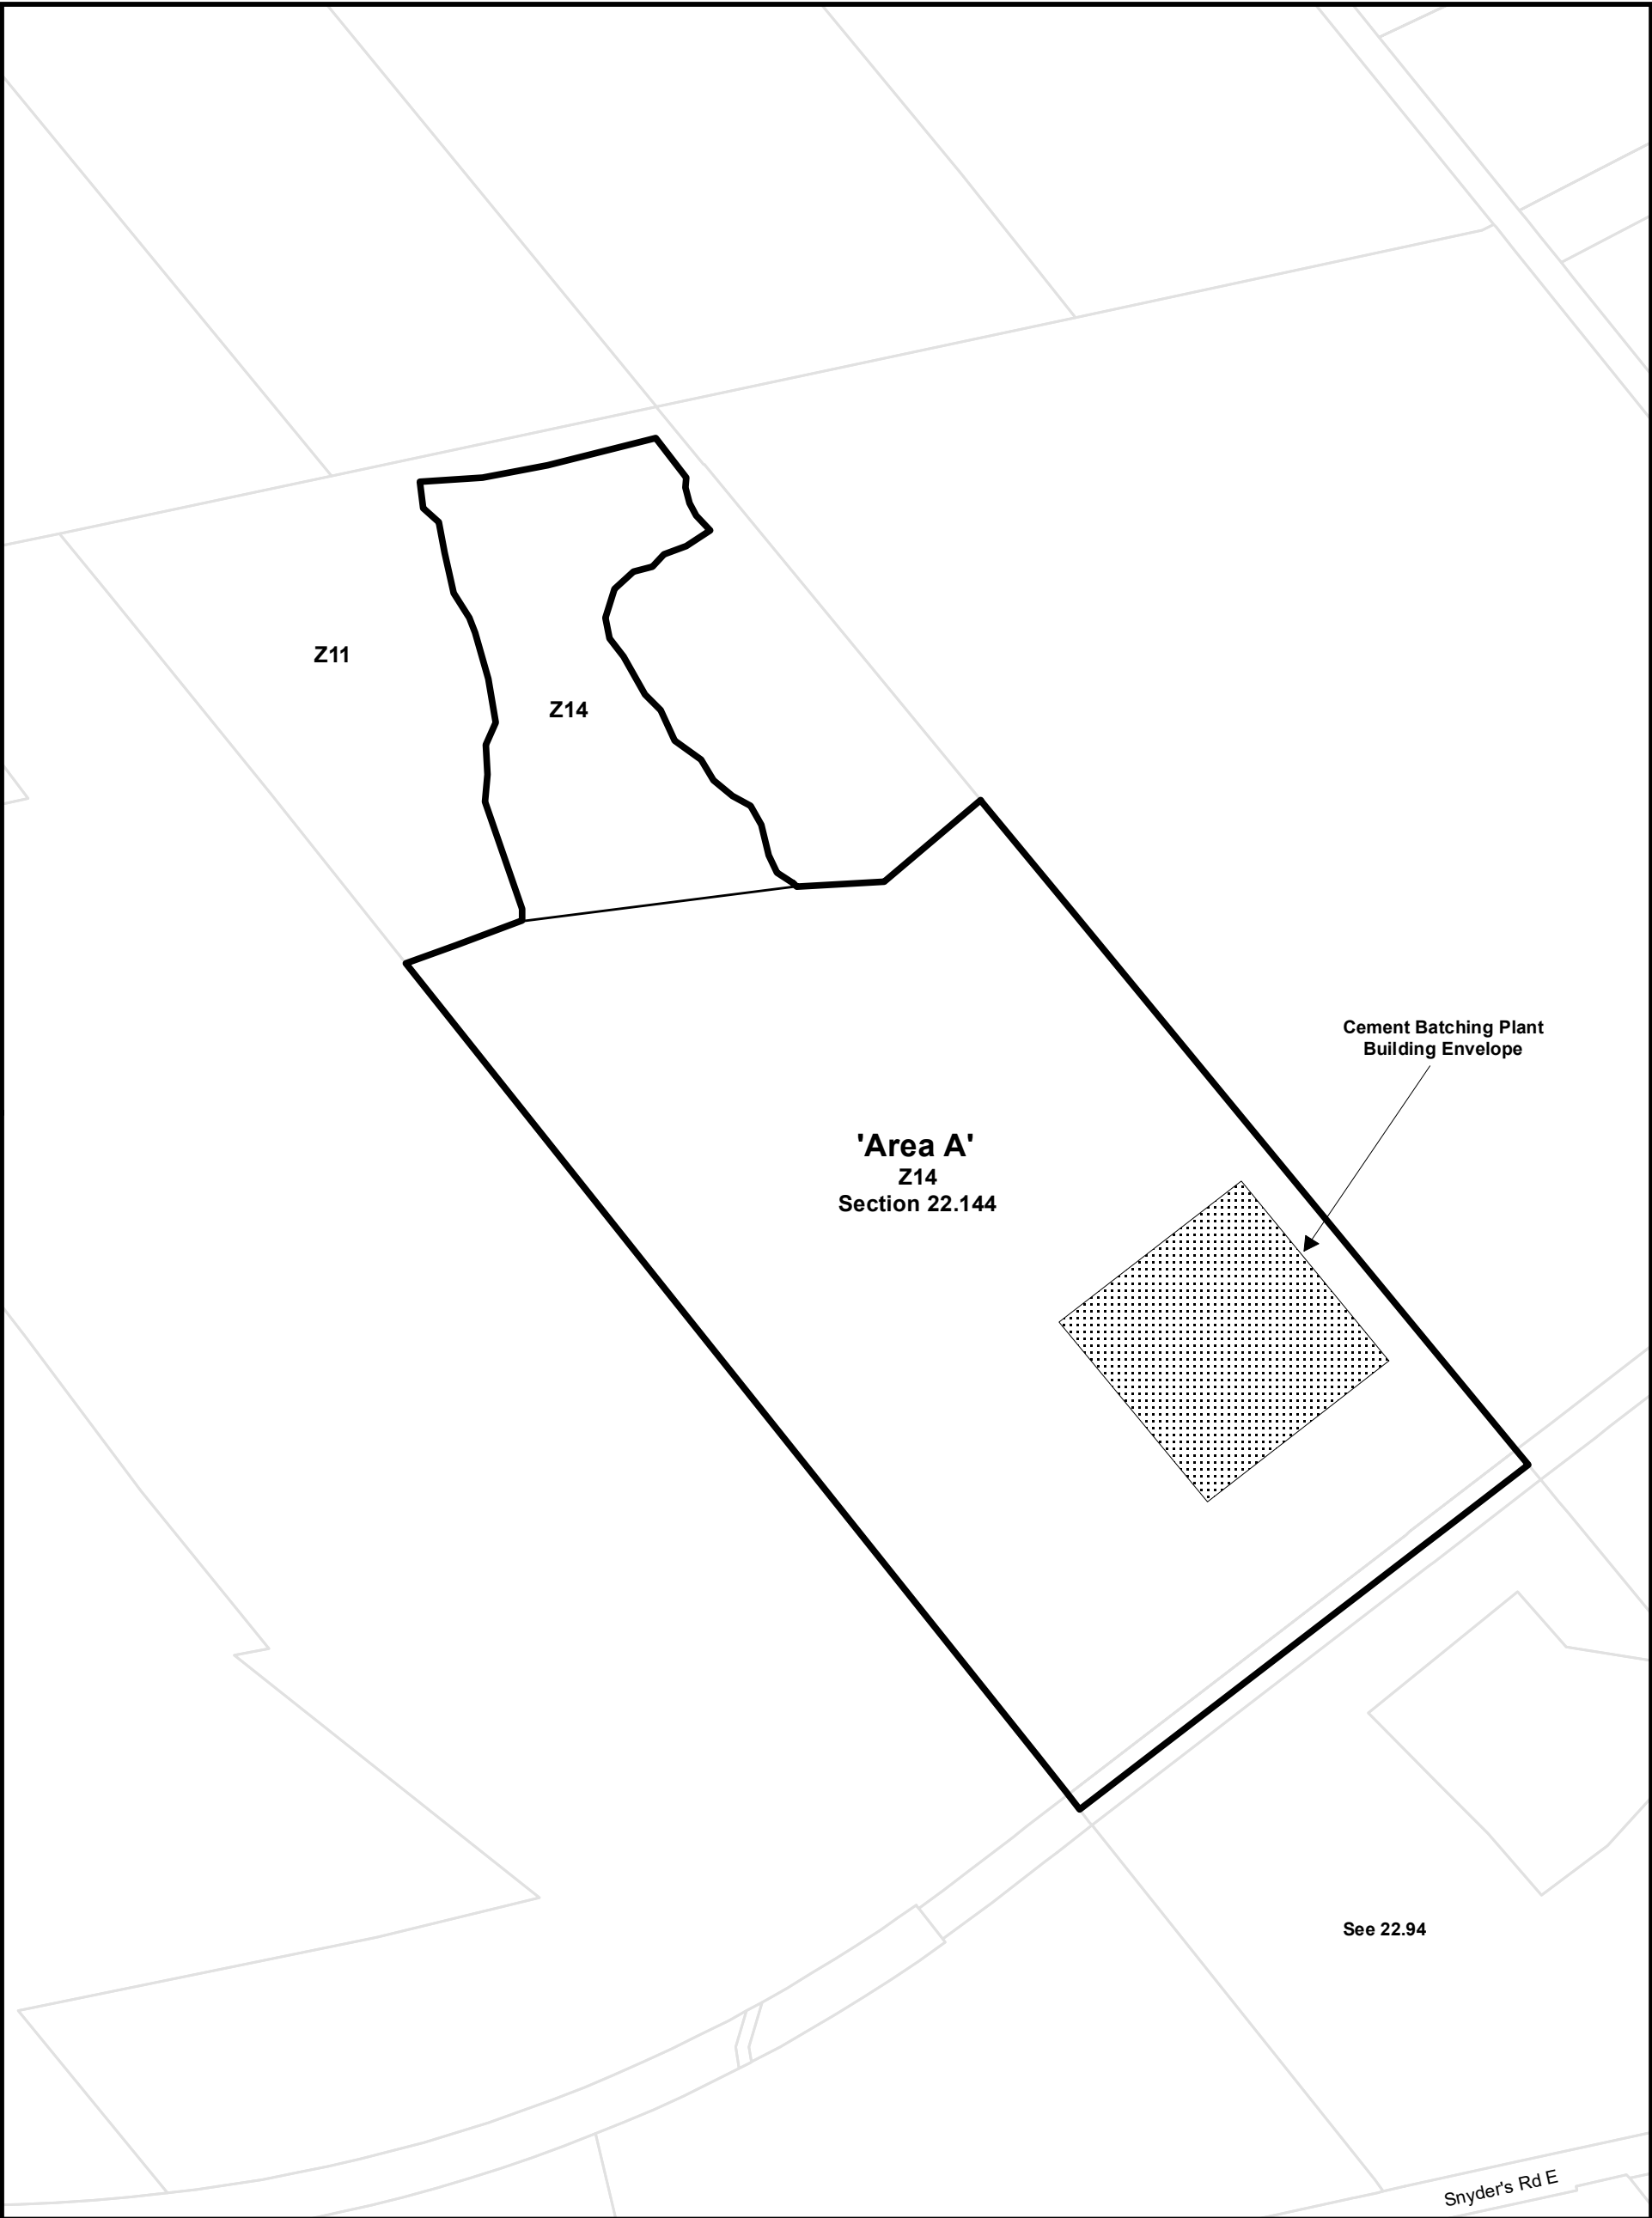 Z11
Z14
Cement Batching Plant
Building Envelope
'Area A'
Z14
Section 22.144
See 22.94
Snyder's Rd E